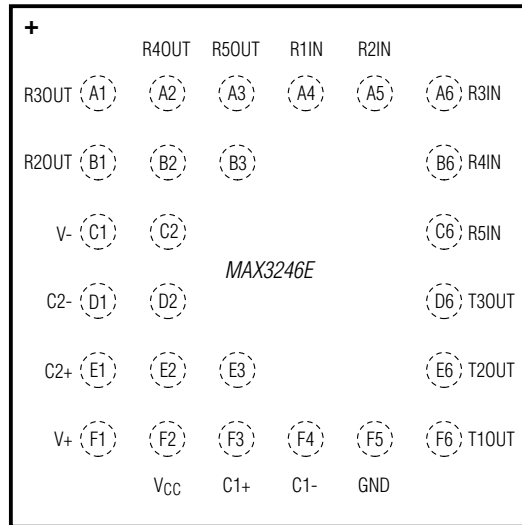 +
R4OUT R5OUT R1IN R2IN
R3OUT A1 A2 A3 A4 A5 A6 R3IN
R2OUT B1 B2 B3 B6 R4IN
V- C1 C2 C6 R5IN
MAX3246E
C2- D1 D2 D6 T3OUT
C2+ E1 E2 E3 E6 T2OUT
V+ F1 F2 F3 F4 F5 F6 T1OUT
VCC C1+ C1- GND